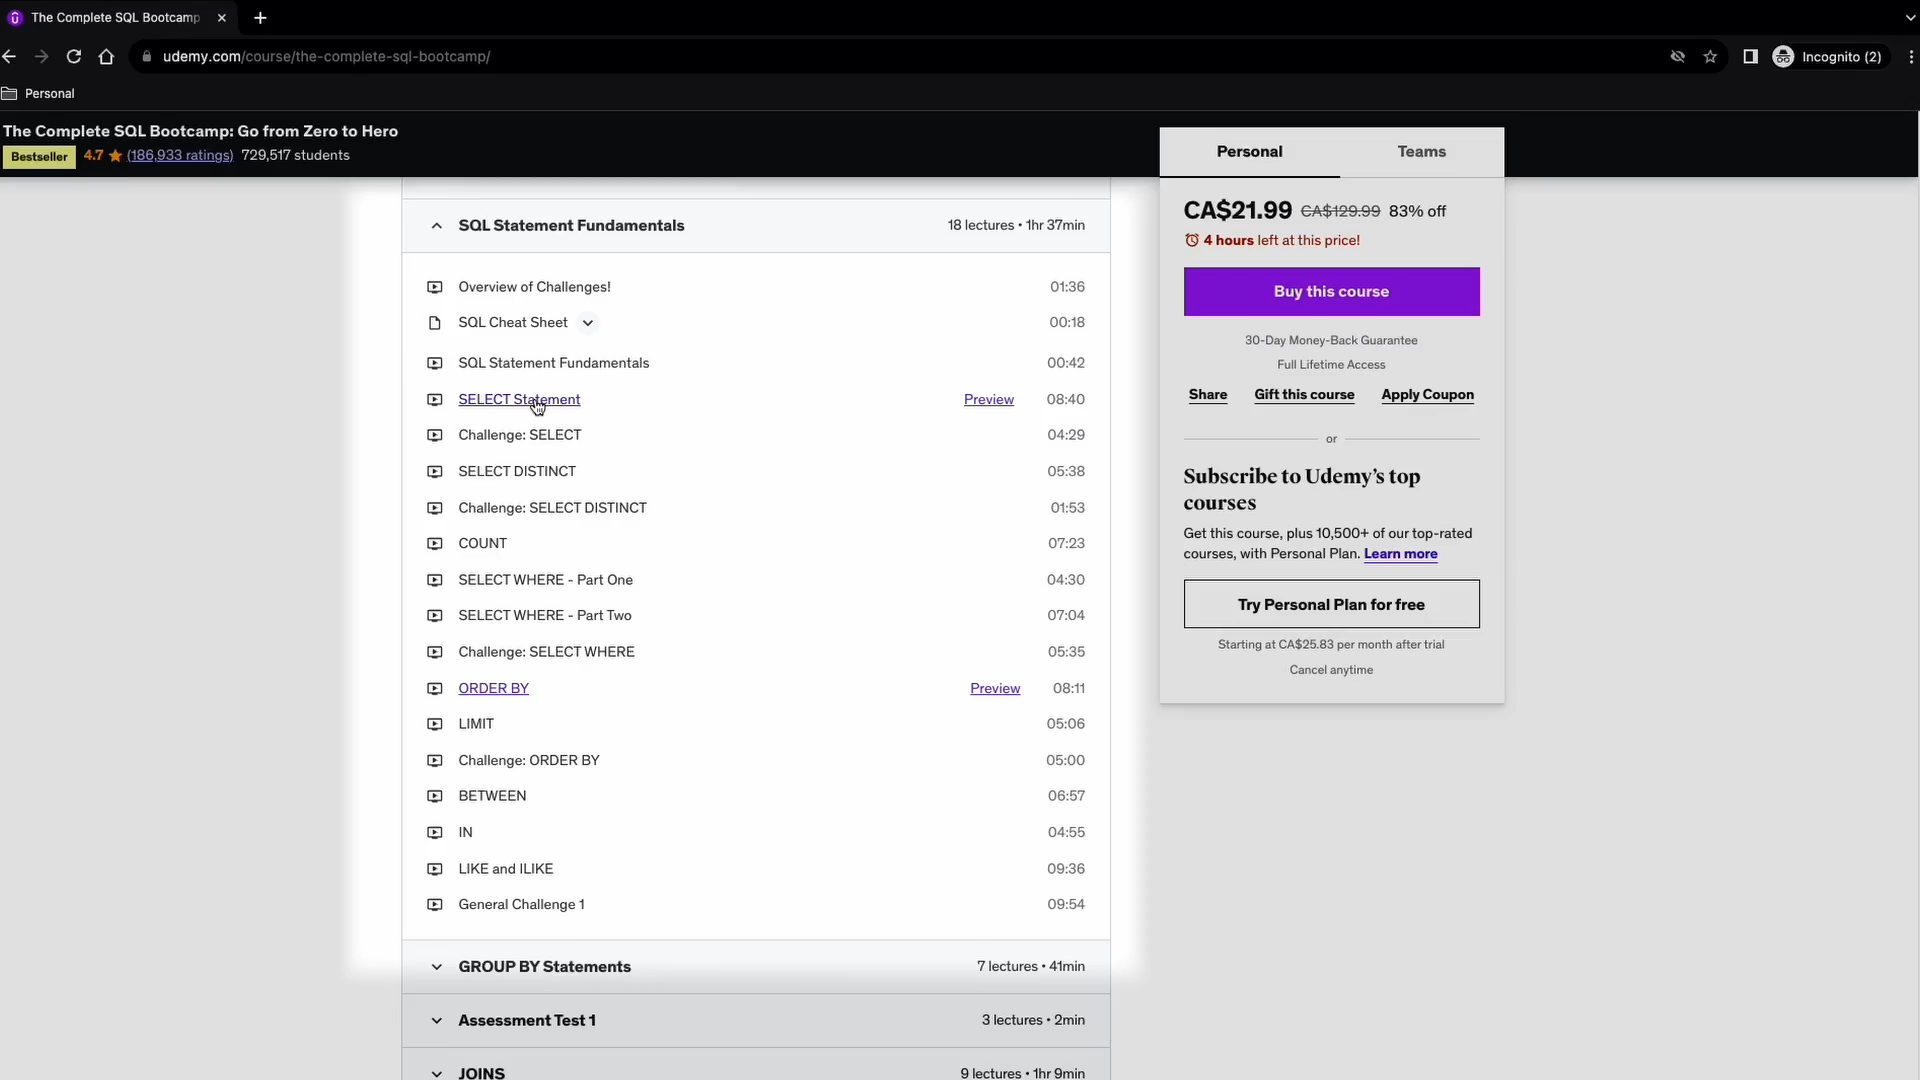 The Complete SQL Bootcamp
udemy.com/course/the-complete-sql-bootcamp/
Incognito (2)
Personal
The Complete SQL Bootcamp: Go from Zero to Hero
Bestseller 4.7 (186,933 ratings) 729,517 students
SQL Statement Fundamentals 18 lectures • 1hr 37min
Overview of Challenges! 01:36
SQL Cheat Sheet 00:18
SQL Statement Fundamentals 00:42
SELECT Statement Preview 08:40
Challenge: SELECT 04:29
SELECT DISTINCT 05:38
Challenge: SELECT DISTINCT 01:53
COUNT 07:23
SELECT WHERE - Part One 04:30
SELECT WHERE - Part Two 07:04
Challenge: SELECT WHERE 05:35
ORDER BY Preview 08:11
LIMIT 05:06
Challenge: ORDER BY 05:00
BETWEEN 06:57
IN 04:55
LIKE and ILIKE 09:36
General Challenge 1 09:54
GROUP BY Statements 7 lectures • 41min
Assessment Test 1 3 lectures • 2min
JOINS 9 lectures • 1hr 9min
Personal Teams
CA$21.99 CA$129.99 83% off
4 hours left at this price!
Buy this course
30-Day Money-Back Guarantee
Full Lifetime Access
Share Gift this course Apply Coupon
or
Subscribe to Udemy’s top
courses
Get this course, plus 10,500+ of our top-rated
courses, with Personal Plan. Learn more
Try Personal Plan for free
Starting at CA$25.83 per month after trial
Cancel anytime